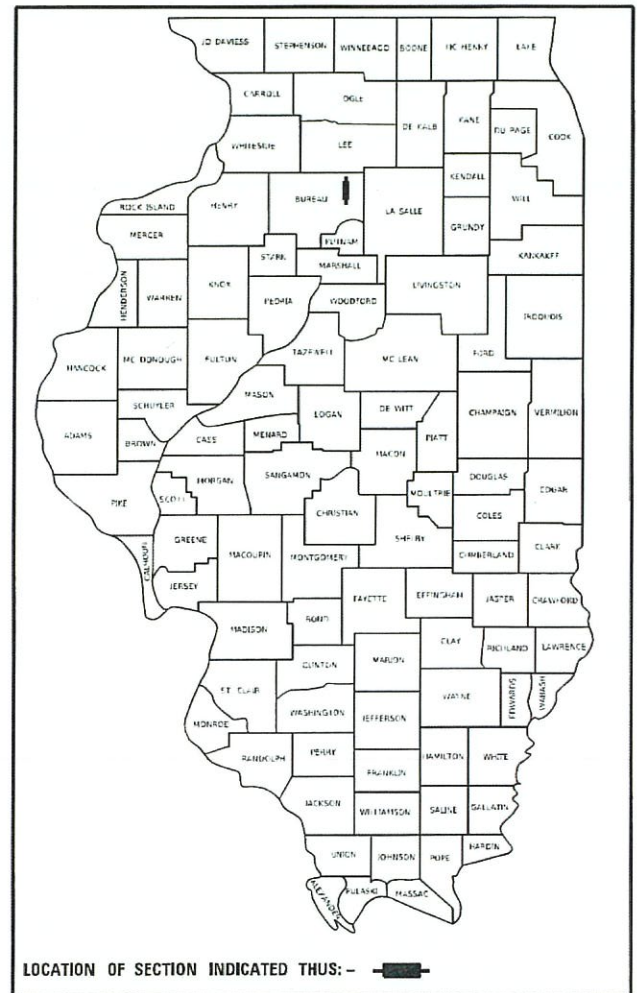 JO DAVIESS STEPHENSON WINNEBAGO BOONE MC HENRY LAKE
CARROLL OGLE DE KALB KANE DU PAGE COOK
WHITESIDE LEE KENDALL
ROCK ISLAND HENRY BUREAU LA SALLE WILL
MERCER PUTNAM GRUNDY
STARK MARSHALL KANKAKEE
HENDERSON WARREN KNOX PEORIA WOODFORD LIVINGSTON IROQUOIS
HANCOCK MC DONOUGH FULTON TAZEWELL MC LEAN FORD
MASON
SCHUYLER LOGAN DE WITT CHAMPAIGN VERMILION
ADAMS BROWN CASS MENARD MACON PIATT
PIKE SCOTT MORGAN SANGAMON MOULTRIE DOUGLAS EDGAR
CHRISTIAN COLES
CALHOUN GREENE MACOUPIN MONTGOMERY SHELBY CUMBERLAND CLARK
JERSEY FAYETTE EFFINGHAM JASPER CRAWFORD
MADISON BOND
CLINTON MARION CLAY RICHLAND LAWRENCE
ST. CLAIR WAYNE EDWARDS WABASH
MONROE WASHINGTON JEFFERSON
RANDOLPH PERRY HAMILTON WHITE
FRANKLIN
JACKSON WILLIAMSON SALINE GALLATIN
UNION JOHNSON POPE HARDIN
ALEXANDER PULASKI MASSAC
LOCATION OF SECTION INDICATED THUS: -